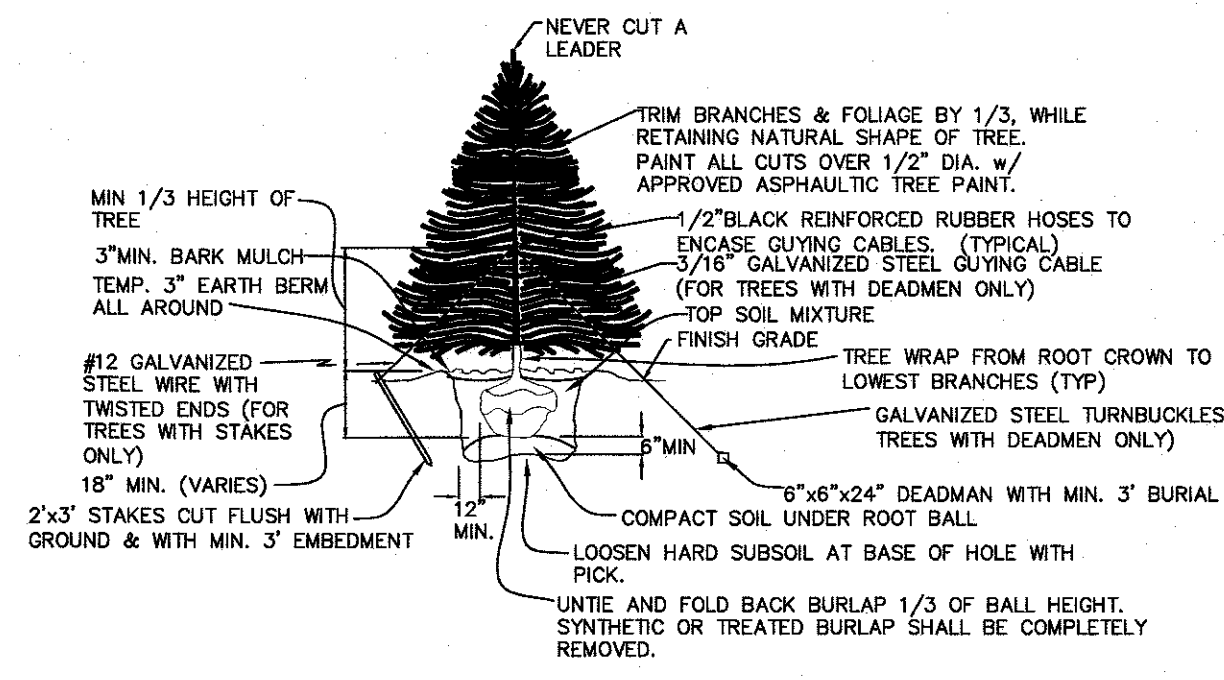 NEVER CUT A
LEADER
TRIM BRANCHES & FOLIAGE BY 1/3, WHILE
RETAINING NATURAL SHAPE OF TREE.
PAINT ALL CUTS OVER 1/2" DIA. w/
APPROVED ASPHAULTIC TREE PAINT.
1/2"BLACK REINFORCED RUBBER HOSES TO
ENCASE GUYING CABLES. (TYPICAL)
3/16" GALVANIZED STEEL GUYING CABLE
(FOR TREES WITH DEADMEN ONLY)
TOP SOIL MIXTURE
FINISH GRADE
TREE WRAP FROM ROOT CROWN TO
LOWEST BRANCHES (TYP)
GALVANIZED STEEL TURNBUCKLES
TREES WITH DEADMEN ONLY)
6"x6"x24" DEADMAN WITH MIN. 3' BURIAL
COMPACT SOIL UNDER ROOT BALL
LOOSEN HARD SUBSOIL AT BASE OF HOLE WITH
PICK.
UNTIE AND FOLD BACK BURLAP 1/3 OF BALL HEIGHT.
SYNTHETIC OR TREATED BURLAP SHALL BE COMPLETELY
REMOVED.
MIN 1/3 HEIGHT OF
TREE
3"MIN. BARK MULCH
TEMP. 3" EARTH BERM
ALL AROUND
#12 GALVANIZED
STEEL WIRE WITH
TWISTED ENDS (FOR
TREES WITH STAKES
ONLY)
18" MIN. (VARIES)
2'x3' STAKES CUT FLUSH WITH
GROUND & WITH MIN. 3' EMBEDMENT
12"
MIN.
6"MIN